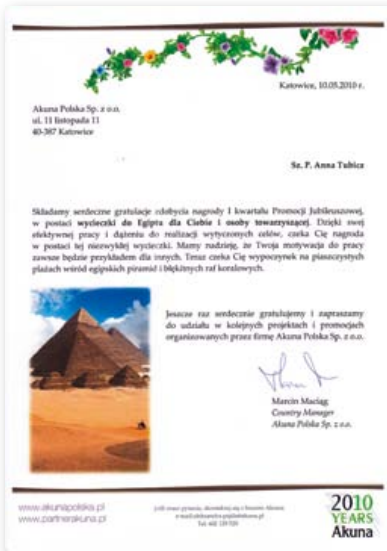 Katowice, 10.05.2010 r.
Akuna Polska Sp. z o.o.
ul. 11 listopada 11
40-387 Katowice
Sz. P. Anna Tubicz
Składamy serdeczne gratulacje zdobycia nagrody I kwartału Promocji Jubileuszowej,
w postaci wycieczki do Egiptu dla Ciebie i osoby towarzyszącej. Dzięki swej
efektywnej pracy i dążeniu do realizacji wytyczonych celów, czeka Cię nagroda
w postaci tej niezwykłej wycieczki. Mamy nadzieję, że Twoja motywacja do pracy
zawsze będzie przykładem dla innych. Teraz czeka Cię wypoczynek na piaszczystych
plażach wśród egipskich piramid i błękitnych raf koralowych.
Jeszcze raz serdecznie gratulujemy i zapraszamy
do udziału w kolejnych projektach i promocjach
organizowanych przez firmę Akuna Polska Sp. z o.o.
Marcin Maciąg
Country Manager
Akuna Polska Sp. z o.o.
www.akunapolska.pl
www.partnerakuna.pl
2010
YEARS
Akuna